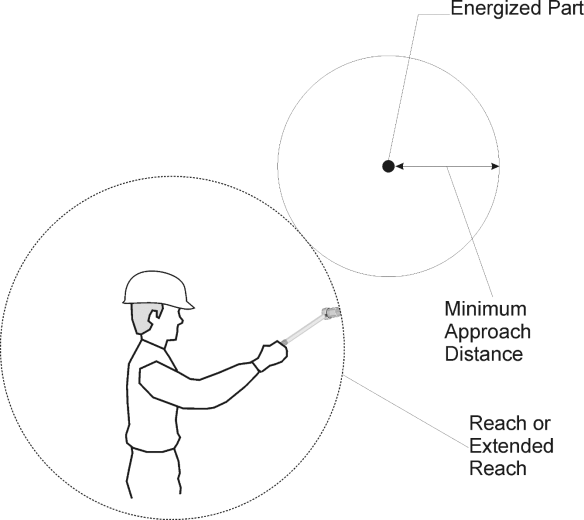 Energized Part
Minimum
Approach
Distance
Reach or
Extended
Reach